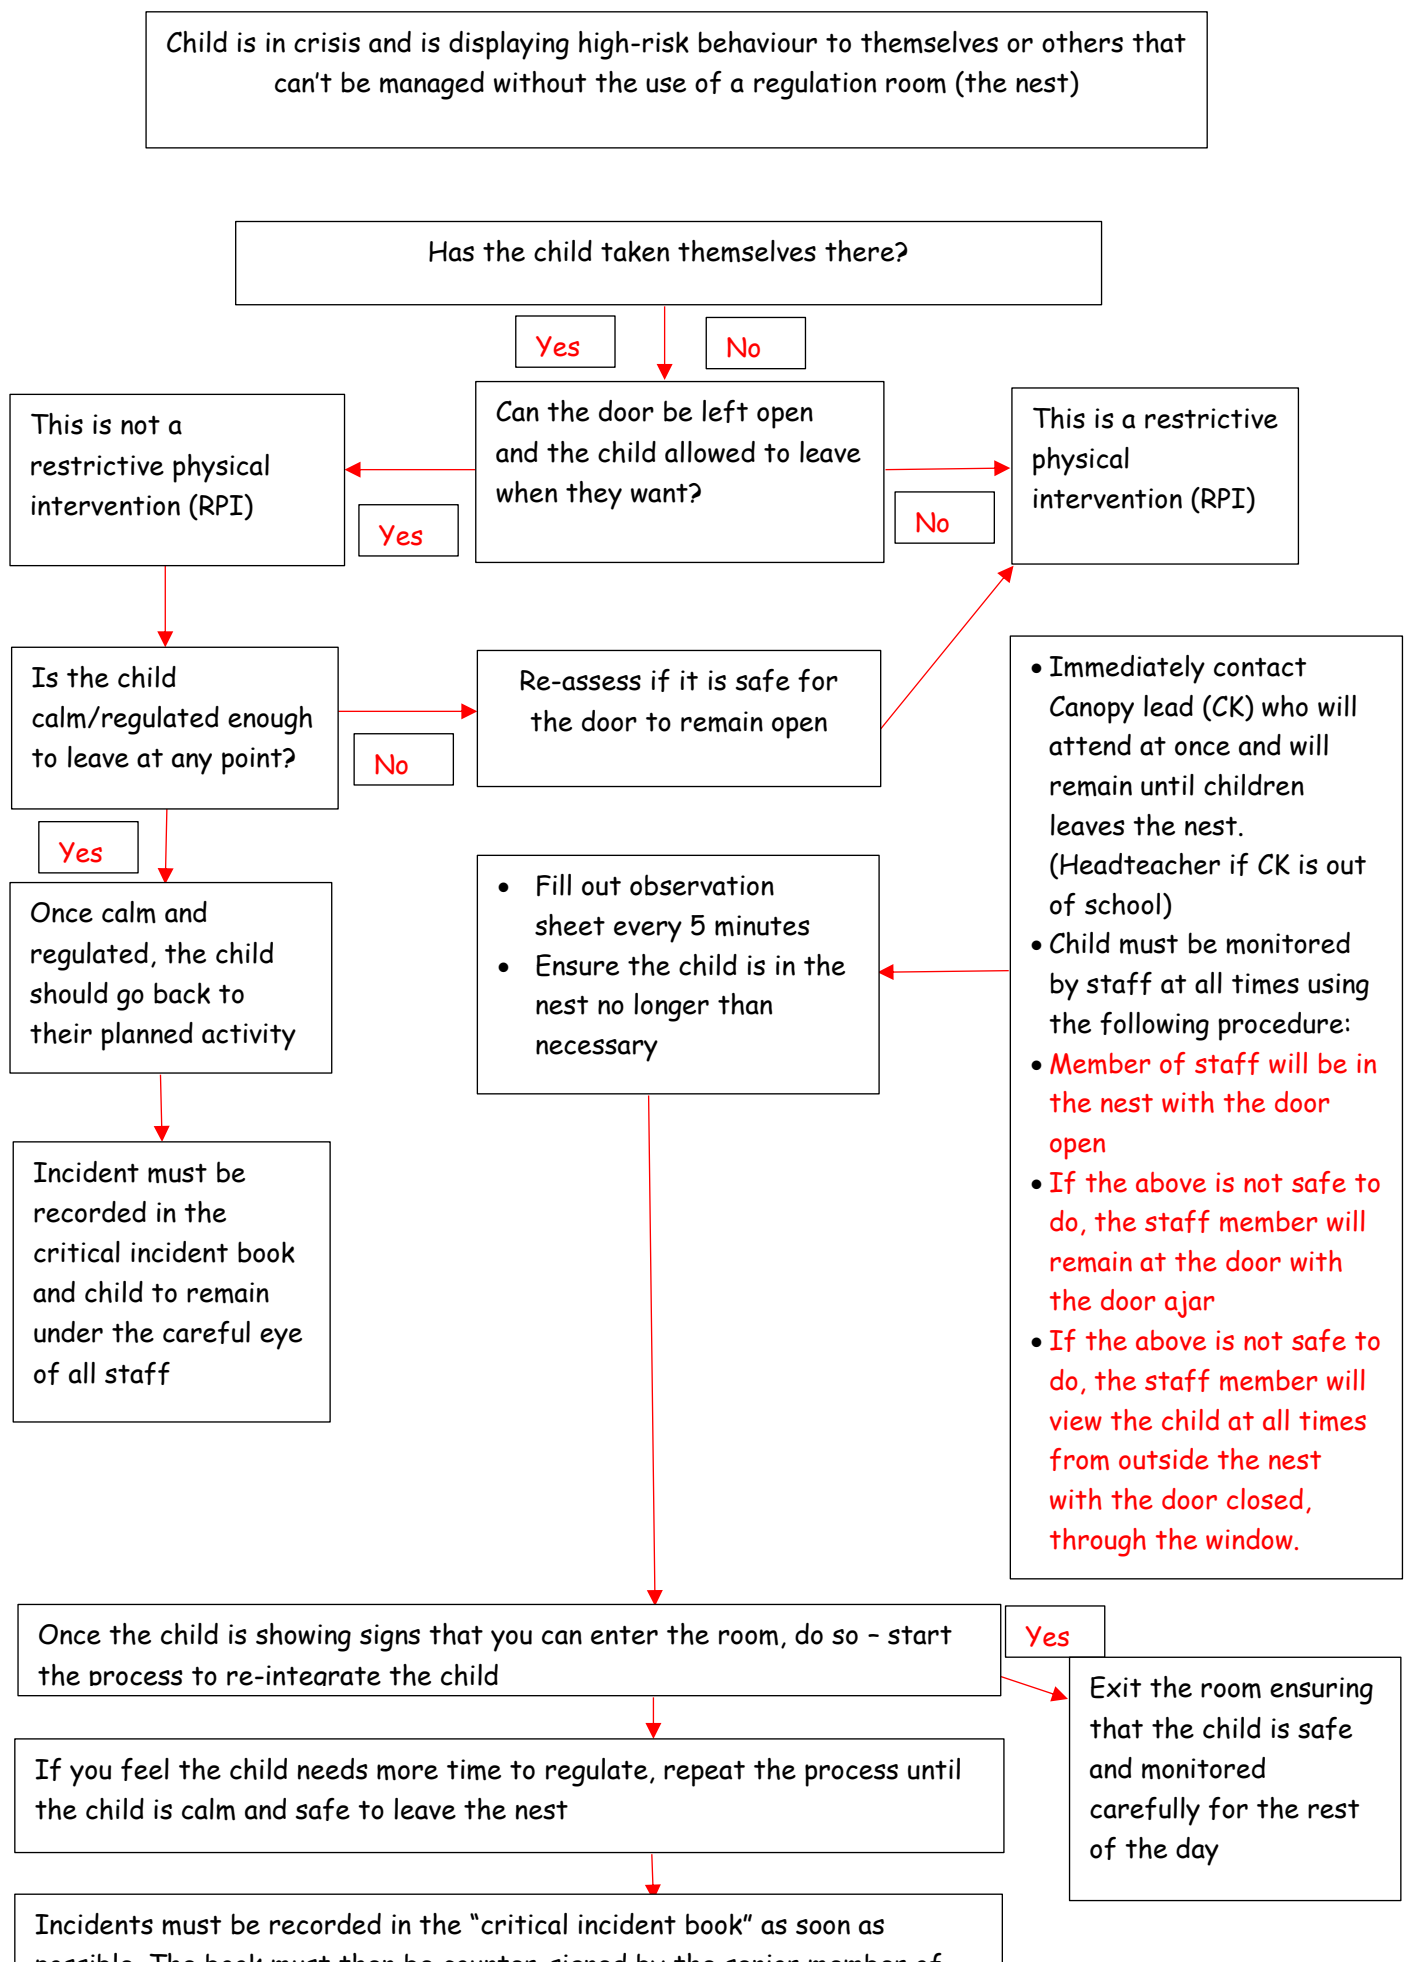 Child is in crisis and is displaying high-risk behaviour to themselves or others that
can't be managed without the use of a regulation room (the nest)
Has the child taken themselves there?
Yes
No
This is not a
restrictive physical
intervention (RPI)
Can the door be left open
and the child allowed to leave
when they want?
This is a restrictive
physical
intervention (RPI)
Yes
No
Is the child
calm/regulated enough
to leave at any point?
No
Re-assess if it is safe for
the door to remain open
• Immediately contact
Canopy lead (CK) who will
attend at once and will
remain until children
leaves the nest.
(Headteacher if CK is out
of school)
• Child must be monitored
by staff at all times using
the following procedure:
• Member of staff will be in
the nest with the door
open
• If the above is not safe to
do, the staff member will
remain at the door with
the door ajar
• If the above is not safe to
do, the staff member will
view the child at all times
from outside the nest
with the door closed,
through the window.
Yes
Once calm and
regulated, the child
should go back to
their planned activity
• Fill out observation
sheet every 5 minutes
• Ensure the child is in the
nest no longer than
necessary
Incident must be
recorded in the
critical incident book
and child to remain
under the careful eye
of all staff
Once the child is showing signs that you can enter the room, do so – start
the process to re-integrate the child
Yes
Exit the room ensuring
that the child is safe
and monitored
carefully for the rest
of the day
If you feel the child needs more time to regulate, repeat the process until
the child is calm and safe to leave the nest
Incidents must be recorded in the “critical incident book” as soon as
possible. The book must then be counter-signed by the senior member of